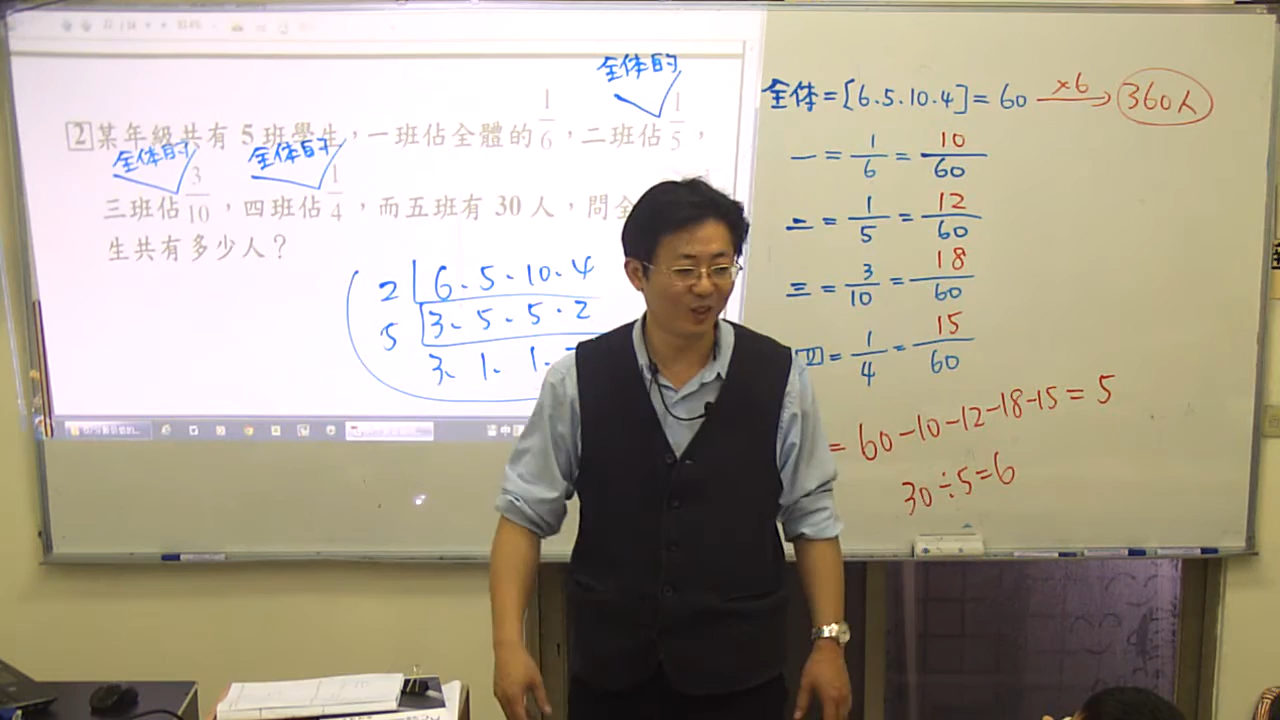 全体的
2 某年級共有 5 班學生，一班佔全體的 1/6，二班佔 1/5，
全体的 全体的
三班佔 3/10，四班佔 1/4，而五班有 30 人，問全
生共有多少人？
2 6、5、10、4
5 3、5、5、2
3、1、1、
全体=[6.5.10.4]=60 ×6→ 360人
一 = 1/6 = 10/60
二 = 1/5 = 12/60
三 = 3/10 = 18/60
四 = 1/4 = 15/60
= 60-10-12-18-15 = 5
30÷5=6